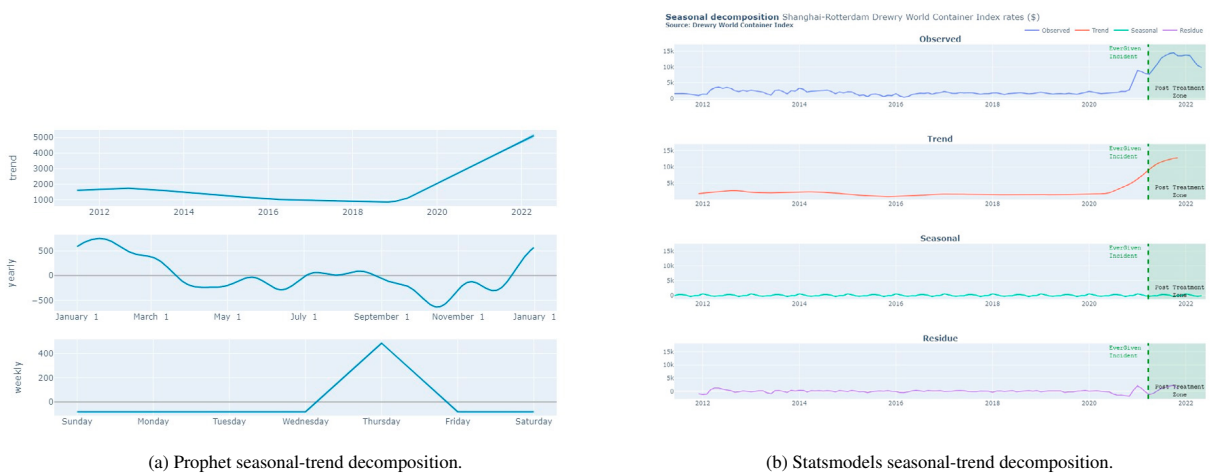 trend
5000
4000
3000
2000
1000
2012 2014 2016 2018 2020 2022
yearly
500
0
−500
January 1 March 1 May 1 July 1 September 1 November 1 January 1
weekly
400
200
0
Sunday Monday Tuesday Wednesday Thursday Friday Saturday
(a) Prophet seasonal-trend decomposition.
Seasonal decomposition Shanghai-Rotterdam Drewry World Container Index rates ($)
Source: Drewry World Container Index
Observed Trend Seasonal Residue
Observed
EverGiven
Incident
15k
10k
5k
0
Post Treatment
Zone
2012 2014 2016 2018 2020 2022
Trend
EverGiven
Incident
15k
10k
5k
Post Treatment
Zone
2012 2014 2016 2018 2020 2022
Seasonal
EverGiven
Incident
15k
10k
5k
0
Post Treatment
Zone
2012 2014 2016 2018 2020 2022
Residue
EverGiven
Incident
15k
10k
5k
0
Post Treatment
Zone
2012 2014 2016 2018 2020 2022
(b) Statsmodels seasonal-trend decomposition.